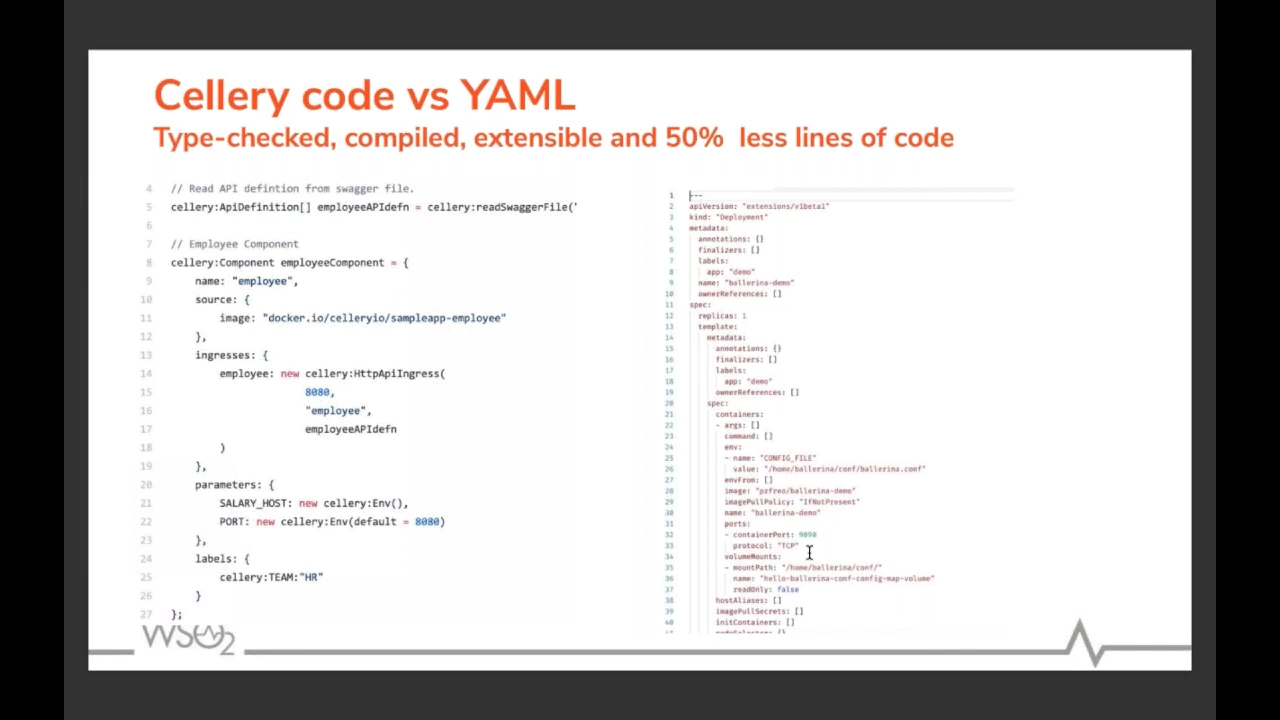 Cellery code vs YAML
Type-checked, compiled, extensible and 50% less lines of code
4 // Read API defintion from swagger file.
5 cellery:ApiDefinition[] employeeAPIdefn = cellery:readSwaggerFile('
6
7 // Employee Component
8 cellery:Component employeeComponent = {
9 name: "employee",
10 source: {
11 image: "docker.io/celleryio/sampleapp-employee"
12 },
13 ingresses: {
14 employee: new cellery:HttpApiIngress(
15 8080,
16 "employee",
17 employeeAPIdefn
18 )
19 },
20 parameters: {
21 SALARY_HOST: new cellery:Env(),
22 PORT: new cellery:Env(default = 8080)
23 },
24 labels: {
25 cellery:TEAM:"HR"
26 }
27 };
1 ---
2 apiVersion: "extensions/v1beta1"
3 kind: "Deployment"
4 metadata:
5 annotations: {}
6 finalizers: []
7 labels:
8 app: "demo"
9 name: "ballerina-demo"
10 ownerReferences: []
11 spec:
12 replicas: 1
13 template:
14 metadata:
15 annotations: {}
16 finalizers: []
17 labels:
18 app: "demo"
19 ownerReferences: []
20 spec:
21 containers:
22 - args: []
23 command: []
24 env:
25 - name: "CONFIG_FILE"
26 value: "/home/ballerina/conf/ballerina.conf"
27 envFrom: []
28 image: "prfreo/ballerina-demo"
29 imagePullPolicy: "IfNotPresent"
30 name: "ballerina-demo"
31 ports:
32 - containerPort: 9090
33 protocol: "TCP"
34 volumeMounts:
35 - mountPath: "/home/ballerina/conf/"
36 name: "hello-ballerina-conf-config-map-volume"
37 readOnly: false
38 hostAliases: []
39 imagePullSecrets: []
40 initContainers: []
WSO2